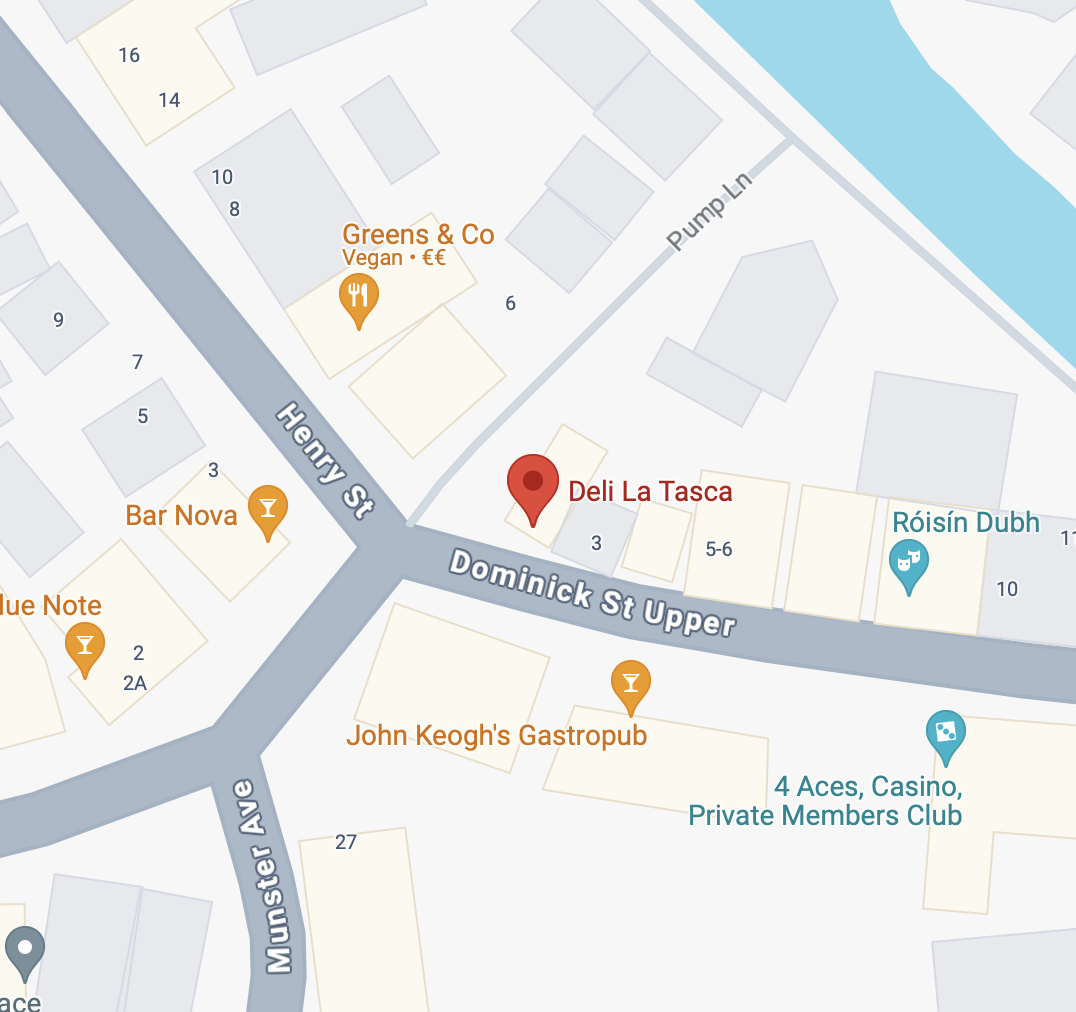 16
14
10
8
Greens & Co
Vegan • €€
Pump Ln
6
9
7
5
Henry St
3
Bar Nova
Deli La Tasca
3
5-6
Róisín Dubh
11
10
Dominick St Upper
lue Note
2
2A
John Keogh's Gastropub
4 Aces, Casino,
Private Members Club
Munster Ave
27
ace